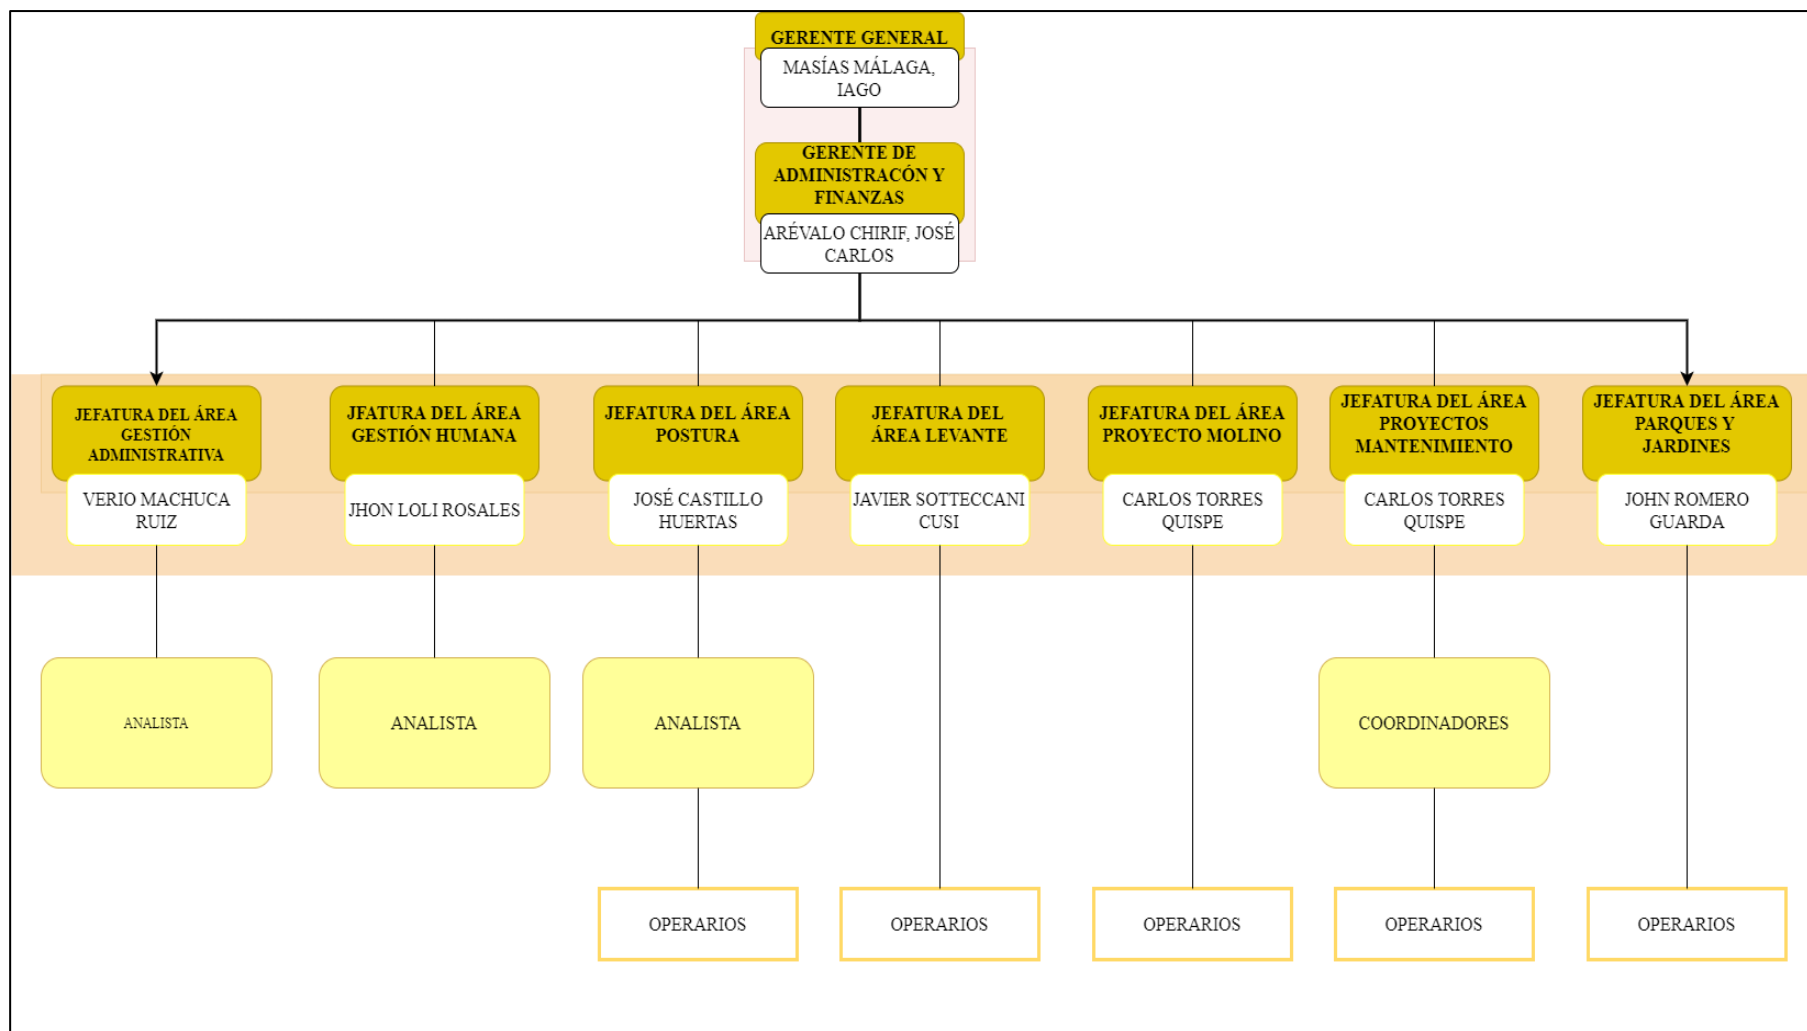 GERENTE GENERAL
MASÍAS MÁLAGA,
IAGO
GERENTE DE
ADMINISTRACÓN Y
FINANZAS
ARÉVALO CHIRIF, JOSÉ
CARLOS
JEFATURA DEL ÁREA
GESTIÓN
ADMINISTRATIVA
VERIO MACHUCA
RUIZ
JFATURA DEL ÁREA
GESTIÓN HUMANA
JHON LOLI ROSALES
JEFATURA DEL ÁREA
POSTURA
JOSÉ CASTILLO
HUERTAS
JEFATURA DEL
ÁREA LEVANTE
JAVIER SOTTECCANI
CUSI
JEFATURA DEL ÁREA
PROYECTO MOLINO
CARLOS TORRES
QUISPE
JEFATURA DEL ÁREA
PROYECTOS
MANTENIMIENTO
CARLOS TORRES
QUISPE
JEFATURA DEL ÁREA
PARQUES Y
JARDINES
JOHN ROMERO
GUARDA
ANALISTA
ANALISTA
ANALISTA
COORDINADORES
OPERARIOS
OPERARIOS
OPERARIOS
OPERARIOS
OPERARIOS